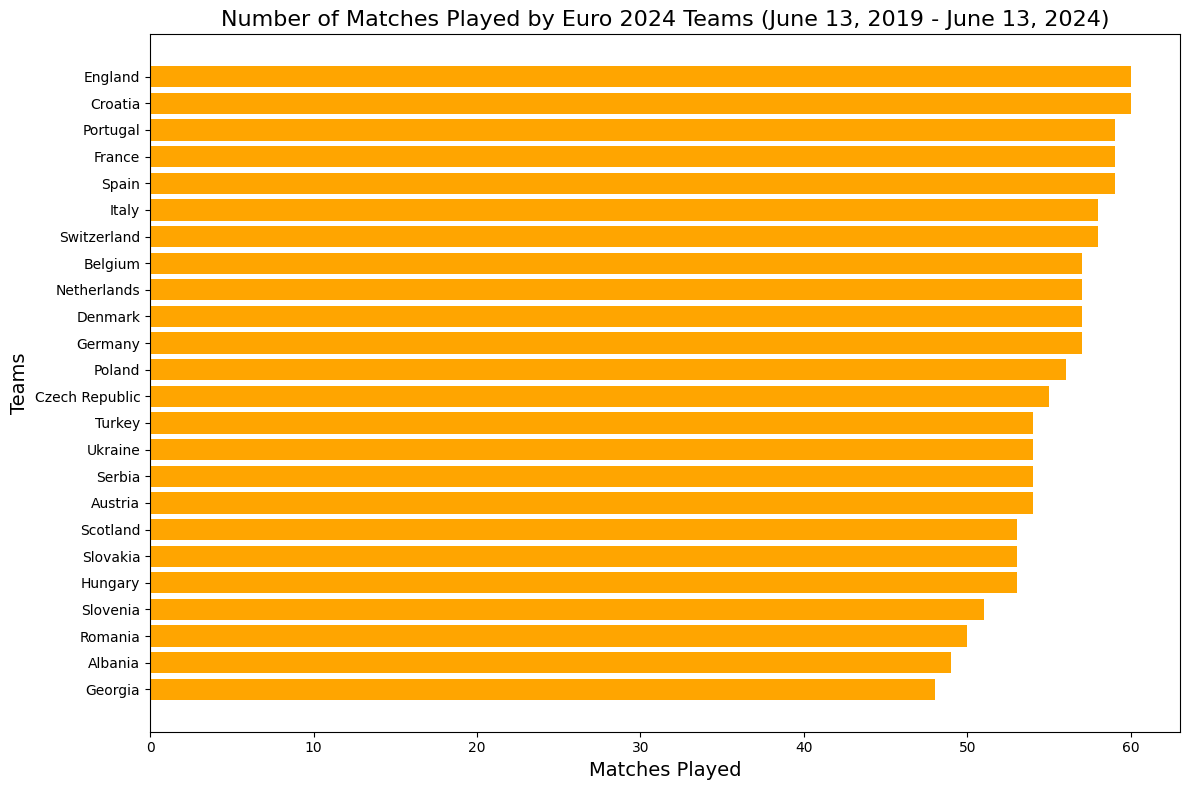 Number of Matches Played by Euro 2024 Teams (June 13, 2019 - June 13, 2024)
Teams
England
Croatia
Portugal
France
Spain
Italy
Switzerland
Belgium
Netherlands
Denmark
Germany
Poland
Czech Republic
Turkey
Ukraine
Serbia
Austria
Scotland
Slovakia
Hungary
Slovenia
Romania
Albania
Georgia
0 10 20 30 40 50 60
Matches Played